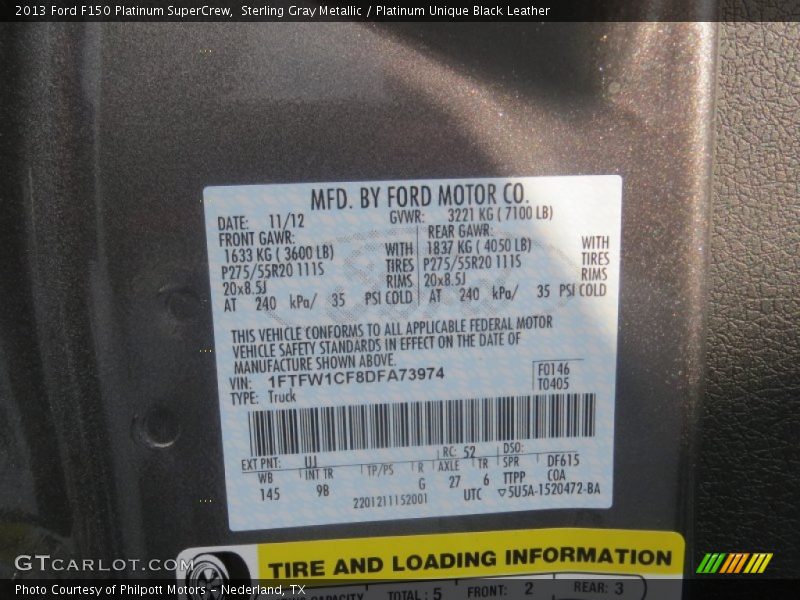 2013 Ford F150 Platinum SuperCrew,  Sterling Gray Metallic / Platinum Unique Black Leather
MFD. BY FORD MOTOR CO.
DATE: 11/12 GVWR: 3221 KG ( 7100 LB)
FRONT GAWR: REAR GAWR:
1633 KG ( 3600 LB) WITH 1837 KG ( 4050 LB) WITH
P275/55R20 111S TIRES P275/55R20 111S TIRES
20x8.5J RIMS 20x8.5J RIMS
AT 240 kPa/ 35 PSI COLD AT 240 kPa/ 35 PSI COLD
THIS VEHICLE CONFORMS TO ALL APPLICABLE FEDERAL MOTOR
VEHICLE SAFETY STANDARDS IN EFFECT ON THE DATE OF
MANUFACTURE SHOWN ABOVE.
VIN: 1FTFW1CF8DFA73974 F0146
TYPE: Truck T0405
EXT PNT: UJ RC: 52 DSO:
WB INT TR TP/PS R AXLE TR SPR DF615
145 9B G 27 6 TTPP COA
2201211152001 UTC ▽5U5A-1520472-BA
TIRE AND LOADING INFORMATION
CAPACITY TOTAL : 5 FRONT: 2 REAR: 3
GTCARLOT.COM
Photo Courtesy of Philpott Motors - Nederland, TX